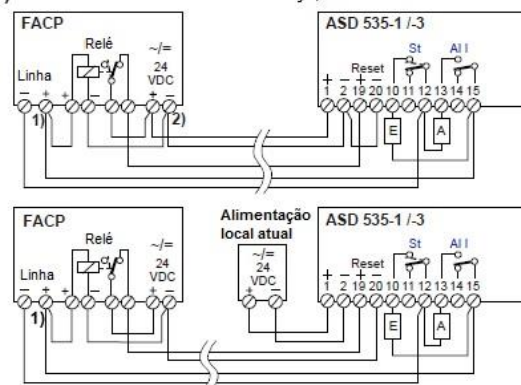 FACP
ASD 535-1 /-3
Relé
~/=
24
VDC
Linha
St
Al I
Reset
– + + – + –
+ – + –
1 2 19 20 10 11 12 13 14 15
1)
2)
E
A
FACP
Alimentação
local atual
ASD 535-1 /-3
Relé
~/=
24
VDC
~/=
24
VDC
Linha
St
Al I
Reset
– + + – + –
+ –
+ – + –
1 2 19 20 10 11 12 13 14 15
1)
E
A